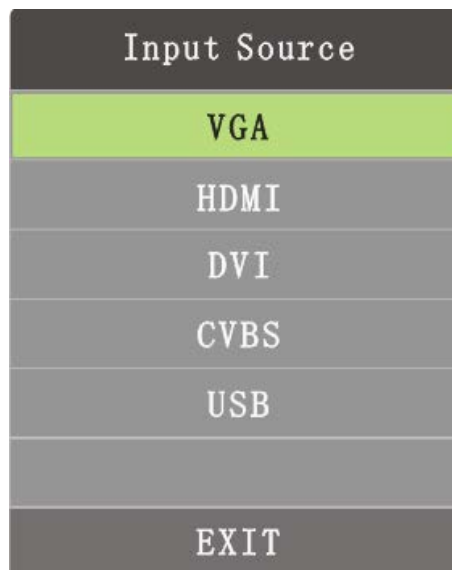 Input Source
VGA
HDMI
DVI
CVBS
USB
EXIT